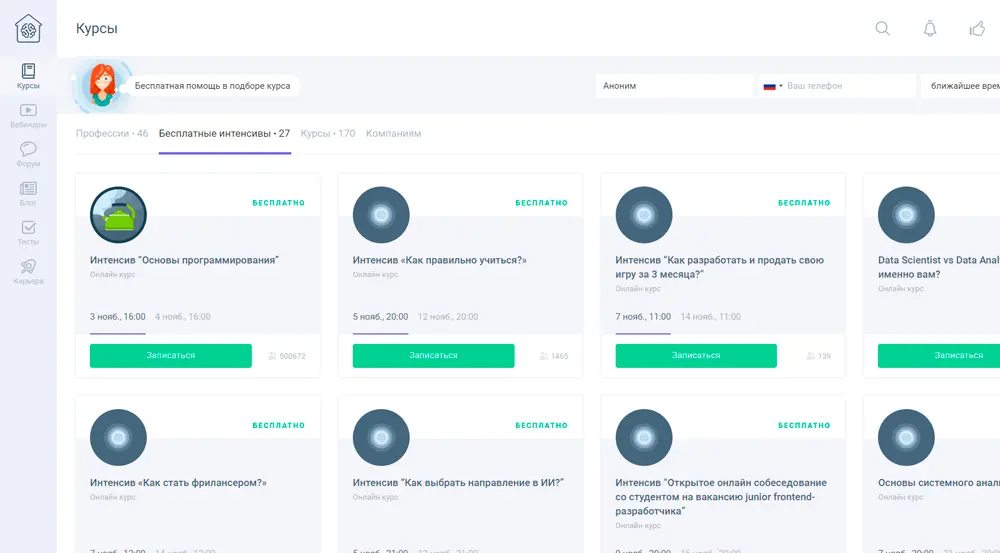 Курсы
Курсы
Вебинары
Форум
Блог
Тесты
Карьера
Бесплатная помощь в подборе курса
Аноним
Ваш телефон
ближайшее врем
Профессии • 46
Бесплатные интенсивы • 27
Курсы • 170
Компаниям
БЕСПЛАТНО
Интенсив "Основы программирования"
Онлайн курс
3 нояб., 16:00 4 нояб., 16:00
Записаться 500672
БЕСПЛАТНО
Интенсив «Как правильно учиться?»
Онлайн курс
5 нояб., 20:00 12 нояб., 20:00
Записаться 1465
БЕСПЛАТНО
Интенсив "Как разработать и продать свою
игру за 3 месяца?"
Онлайн курс
7 нояб., 11:00 14 нояб., 11:00
Записаться 139
Data Scientist vs Data Anal
именно вам?
Онлайн курс
Записаться
БЕСПЛАТНО
Интенсив «Как стать фрилансером?»
Онлайн курс
БЕСПЛАТНО
Интенсив "Как выбрать направление в ИИ?"
Онлайн курс
БЕСПЛАТНО
Интенсив "Открытое онлайн собеседование
со студентом на вакансию junior frontend-
разработчика"
Онлайн курс
Основы системного анали
Онлайн курс